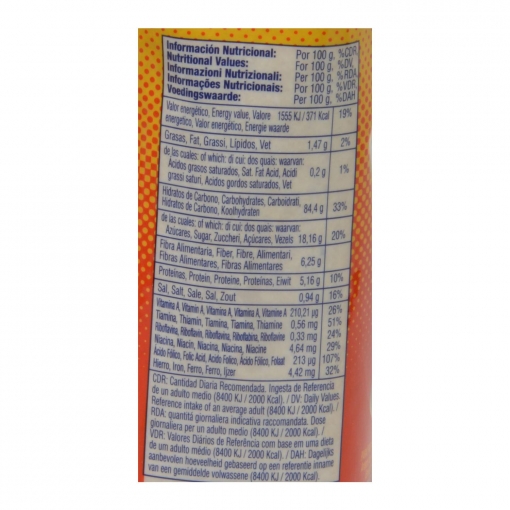 Información Nutricional: Por 100 g, %CDR
Nutritional Values: For 100 g, %DV,
Informazioni Nutrizionali: Per 100 g, %RDA
Informações Nutricionais: Por 100 g, %VDR,
Voedingswaarde: Per 100 g, %DAH
Valor energético, Energy value, Valore 1555 KJ / 371 Kcal 19%
energético, Valor energético, Energie waarde
Grasas, Fat, Grassi, Lípidos, Vet 1,47 g 2%
de las cuales: of which: di cui: dos quais: waarvan:
Ácidos grasos saturados, Sat. Fat Acid, Acidi 0,2 g 1%
grassi saturi, Acidos gordos saturados, Vet
Hidratos de Carbono, Carbohydrates, Carboidrati, 84,4 g 33%
Hidratos de Carbono, Koolhydraten
de las cuales: of which: di cui: dos quais: waarvan:
Azúcares, Sugar, Zuccheri, Açúcares, Vezels 18,16 g 20%
Fibra Alimentaria, Fiber, Fibre, Alimentari, 6,25 g
Fibras Alimentares, Fibras Alimentares
Proteínas, Protein, Proteine, Proteinas, Eiwit 5,16 g 10%
Sal, Salt, Sale, Sal, Zout 0,94 g 16%
Vitamina A, Vitamin A, Vitamina A, Vitamina A, Vitamine A 210,21 µg 26%
Tiamina, Thiamin, Tiamina, Tiamina, Thiamine 0,56 mg 51%
Riboflavina, Riboflavin, Riboflavina, Riboflabina, Riboflavine 0,33 mg 24%
Niacina, Niacin, Niacina, Niacina, Niacine 4,64 mg 29%
Ácido Fólico, Folic Acid, Acido Folico, Ácido Fólico, Folaat 213 µg 107%
Hierro, Iron, Ferro, Ferro, Ijzer 4,42 mg 32%
CDR: Cantidad Diaria Recomendada. Ingesta de Referencia
de un adulto medio (8400 KJ / 2000 Kcal). / DV: Daily Values.
Reference intake of an average adult (8400 KJ / 2000 Kcal). /
RDA: quantità giornaliera indicativa raccomandata. Dose
giornaliera per un adulto medio (8400 KJ / 2000 Kcal). /
VDR: Valores Diários de Referência com base em uma dieta
de um adulto medio (8400 KJ / 2000 Kcal). / DAH: Dagelijks
aanbevolen hoeveelheid gebaseerd op een referentie inname
van een gemiddelde volwassene (8400 KJ / 2000 Kcal).